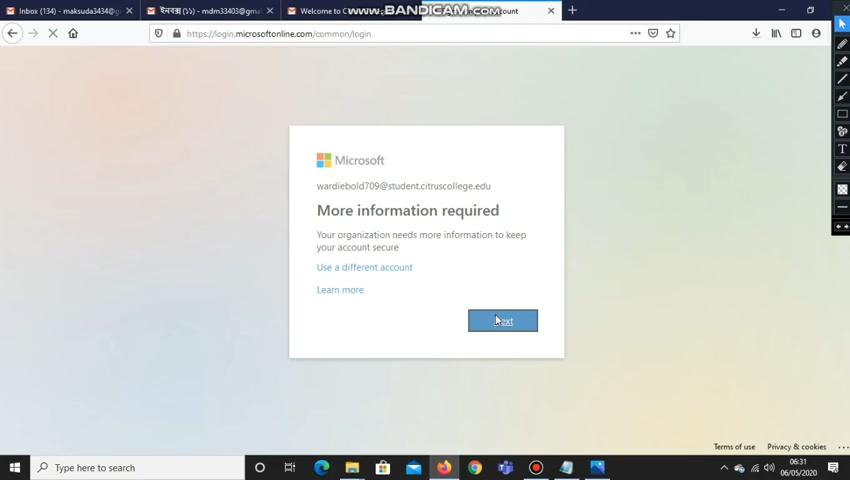 Inbox (134) - maksuda3434@g
ইনবক্স (১১) - mdm33403@gma
Welcome to C
www.BANDICAM.com
count
https://login.microsoftonline.com/common/login
Microsoft
wardiebold709@student.citruscollege.edu
More information required
Your organization needs more information to keep
your account secure
Use a different account
Learn more
Next
Terms of use
Privacy & cookies
Type here to search
06:31
06/05/2020